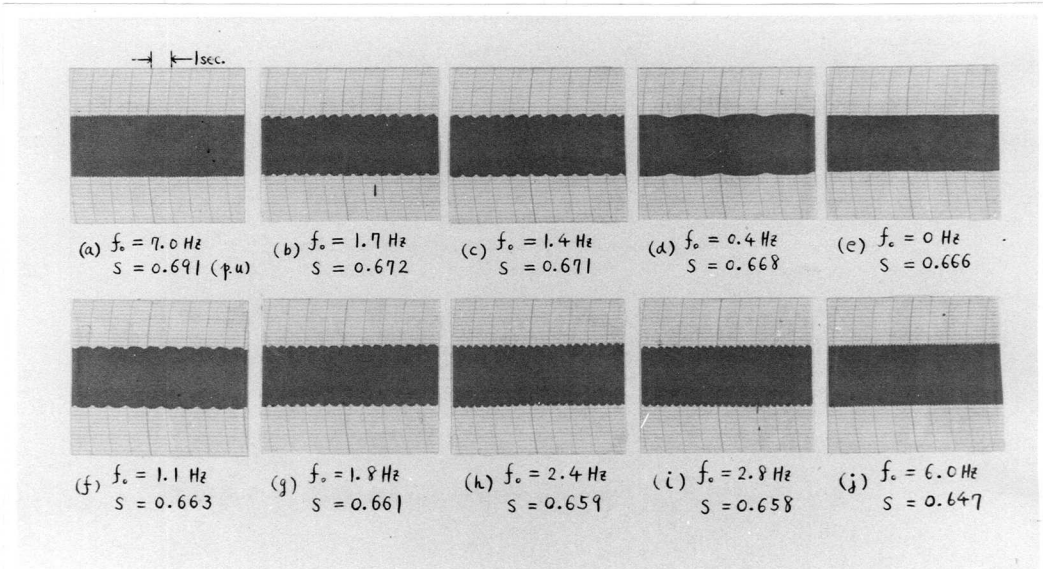 1 sec.
(a) f₀ = 7.0 Hz
S = 0.691 (p.u)
(b) f₀ = 1.7 Hz
S = 0.672
(c) f₀ = 1.4 Hz
S = 0.671
(d) f₀ = 0.4 Hz
S = 0.668
(e) f₀ = 0 Hz
S = 0.666
(f) f₀ = 1.1 Hz
S = 0.663
(g) f₀ = 1.8 Hz
S = 0.661
(h) f₀ = 2.4 Hz
S = 0.659
(i) f₀ = 2.8 Hz
S = 0.658
(j) f₀ = 6.0 Hz
S = 0.647